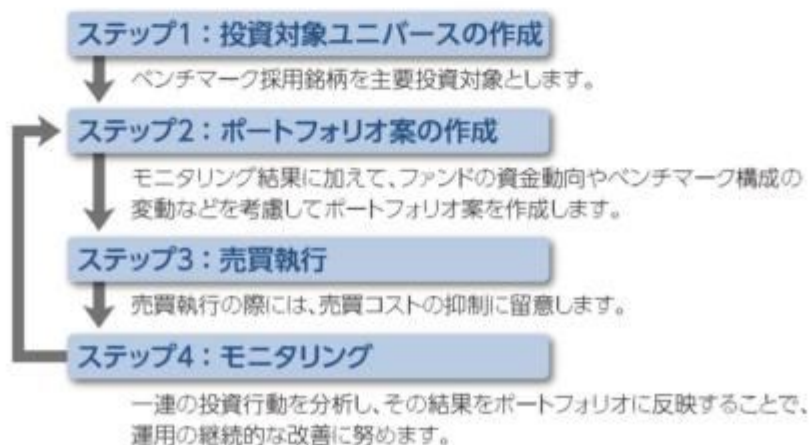 ステップ1：投資対象ユニバースの作成
ベンチマーク採用銘柄を主要投資対象とします。
ステップ2：ポートフォリオ案の作成
モニタリング結果に加えて、ファンドの資金動向やベンチマーク構成の
変動などを考慮してポートフォリオ案を作成します。
ステップ3：売買執行
売買執行の際には、売買コストの抑制に留意します。
ステップ4：モニタリング
一連の投資行動を分析し、その結果をポートフォリオに反映することで、
運用の継続的な改善に努めます。